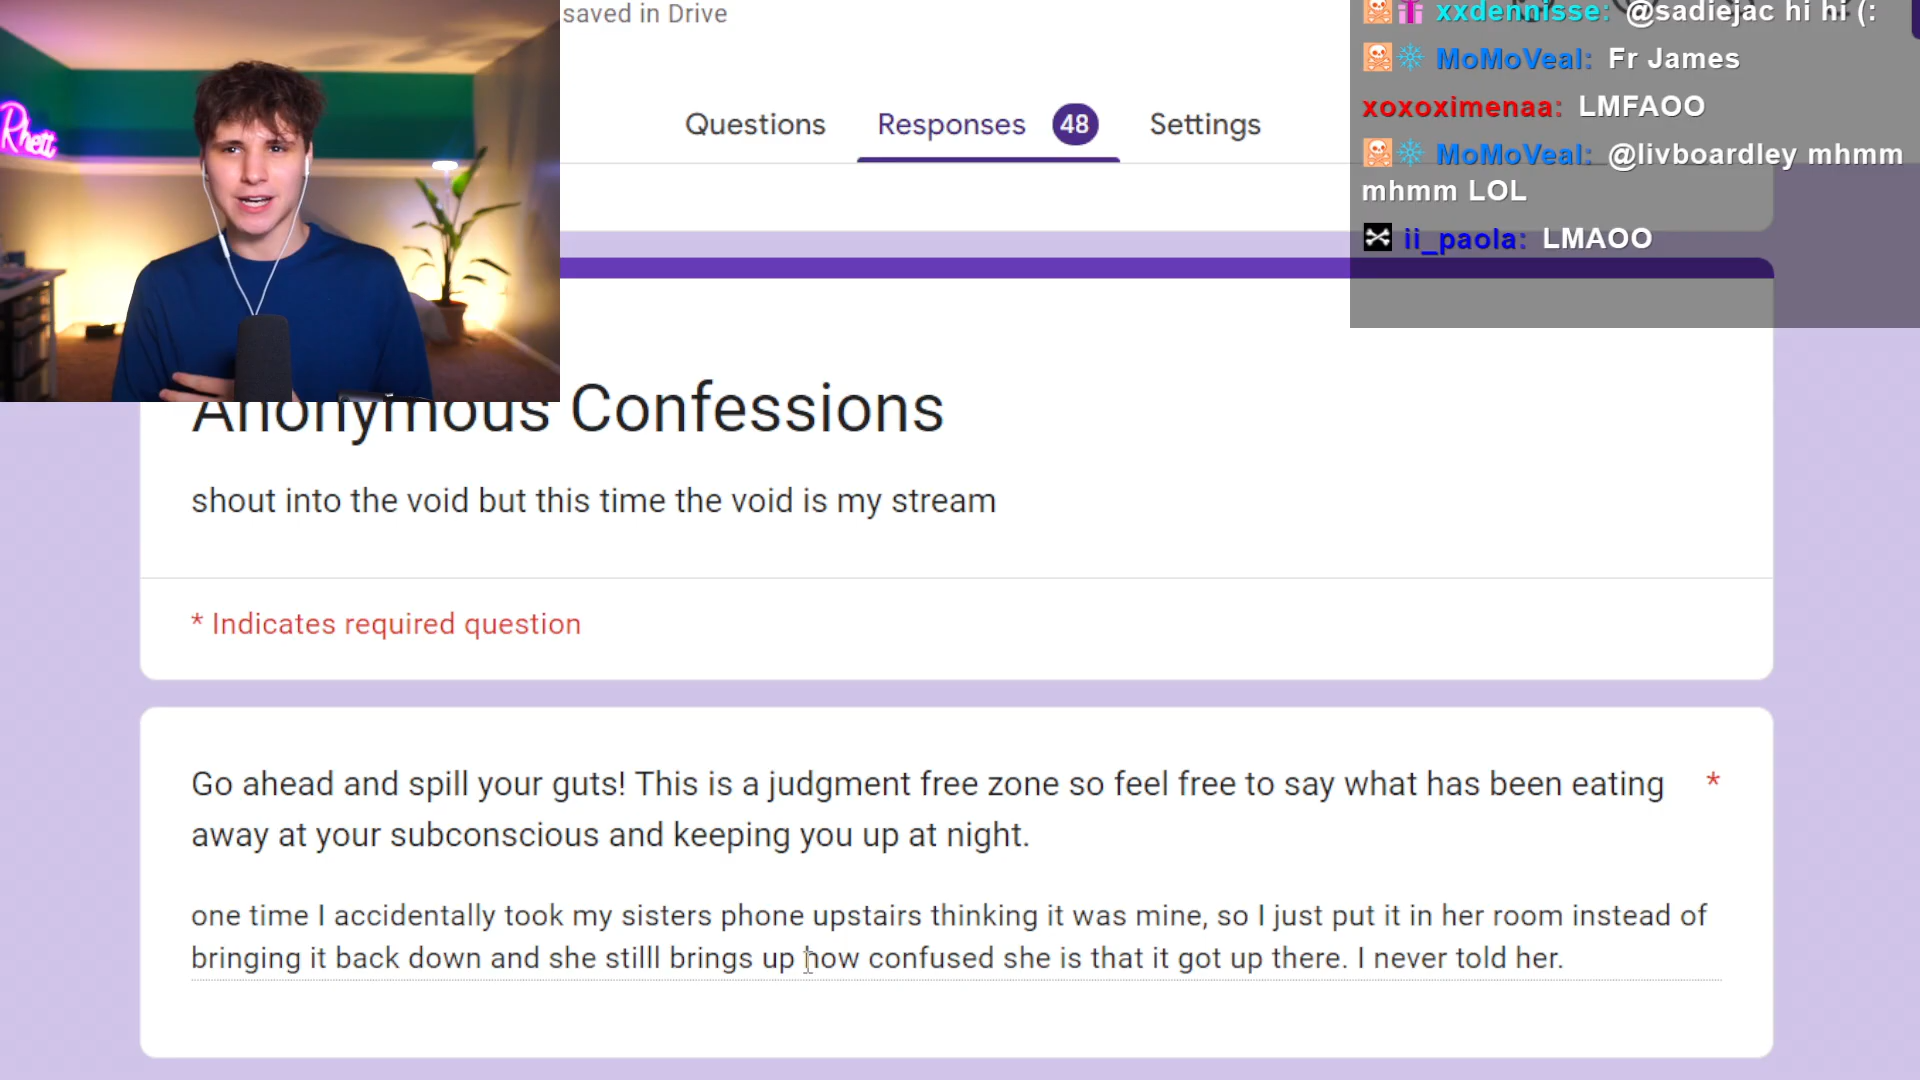 saved in Drive
Rhett
Questions Responses 48 Settings
xxdennisse: @sadiejac hi hi (:
MoMoVeal: Fr James
xoxoximenaa: LMFAOO
MoMoVeal: @livboardley mhmm
mhmm LOL
ii_paola: LMAOO
Anonymous Confessions
shout into the void but this time the void is my stream
* Indicates required question
Go ahead and spill your guts! This is a judgment free zone so feel free to say what has been eating *
away at your subconscious and keeping you up at night.
one time I accidentally took my sisters phone upstairs thinking it was mine, so I just put it in her room instead of
bringing it back down and she stilll brings up how confused she is that it got up there. I never told her.